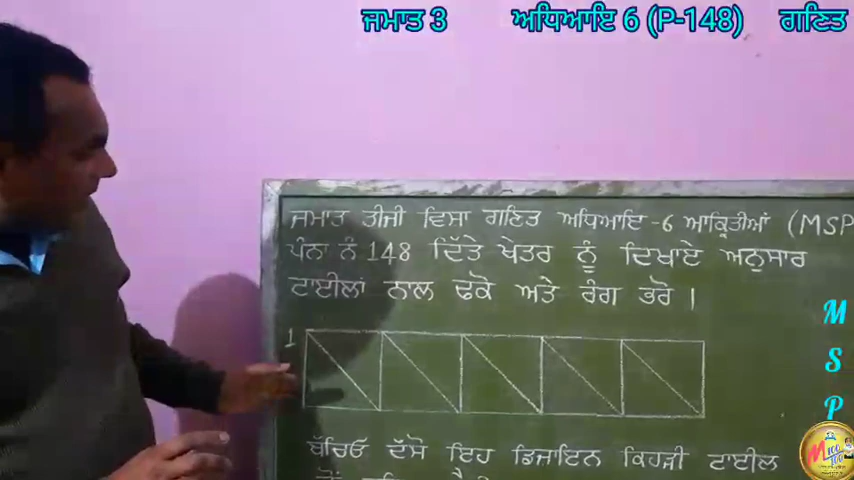 ਜਮਾਤ 3 ਅਧਿਆਇ 6 (P-148) ਗਣਿਤ
ਜਮਾਤ ਤੀਜੀ ਵਿਸ਼ਾ ਗਣਿਤ ਅਧਿਆਇ -6 ਆਕ੍ਰਿਤੀਆਂ (MSP
ਪੰਨਾ ਨੰ 148 ਦਿੱਤੇ ਖੇਤਰ ਨੂੰ ਦਿਖਾਏ ਅਨੁਸਾਰ
ਟਾਈਲਾਂ ਨਾਲ ਢਕੋ ਅਤੇ ਰੰਗ ਭਰੋ ।
1
ਬੱਚਿਓ ਦੱਸੋ ਇਹ ਡਿਜ਼ਾਇਨ ਕਿਹੜੀ ਟਾਈਲ
M
S
P